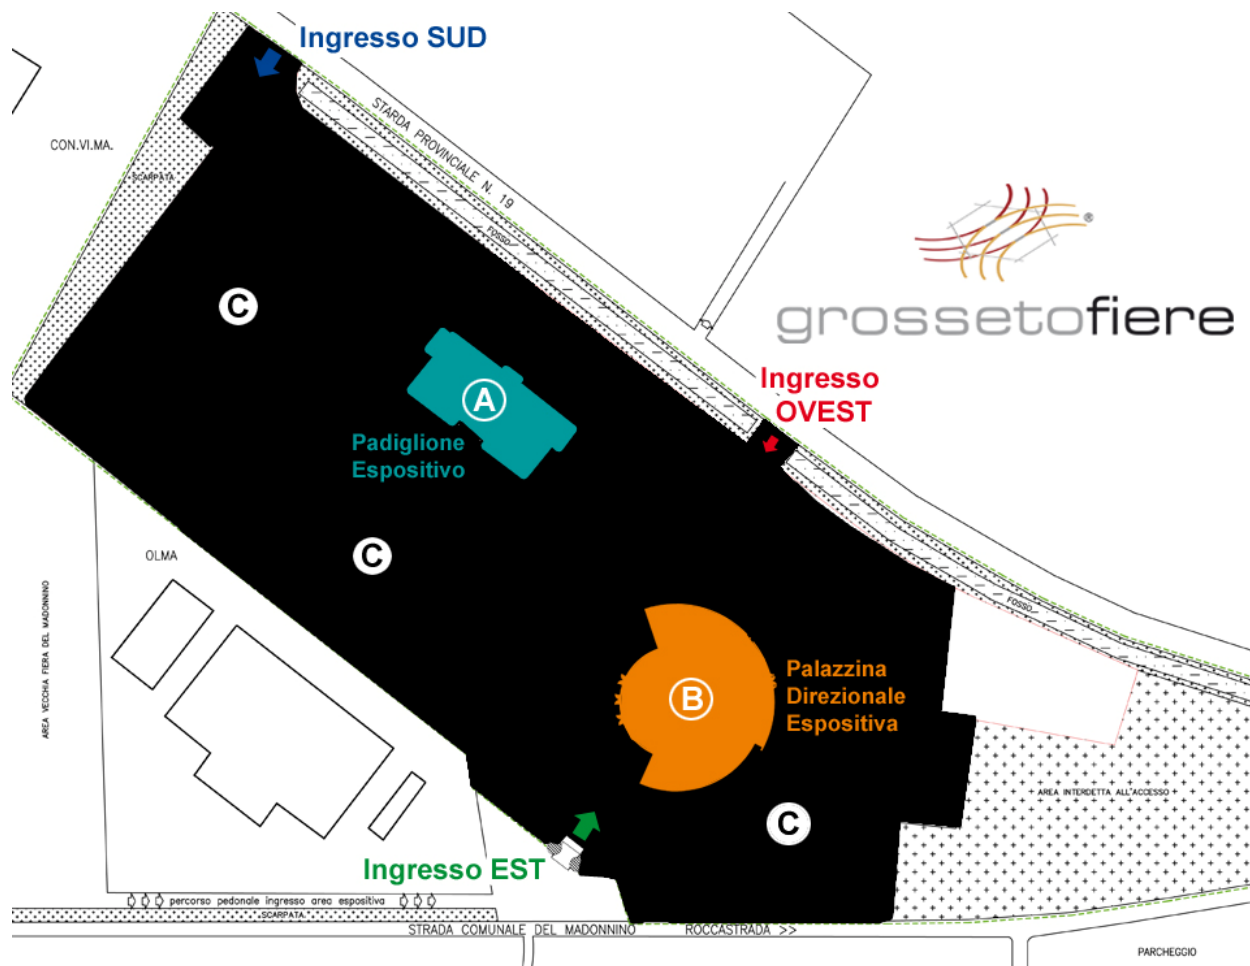 Ingresso SUD
STARDA PROVINCIALE N. 19
CON.VI.MA.
SCARPATA
FOSSO
®
grossetofiere
C
A
Ingresso
OVEST
Padiglione
Espositivo
C
OLMA
AREA VECCHIA FIERA DEL MADONNINO
FOSSO
B
Palazzina
Direzionale
Espositiva
AREA INTERDETTA ALL'ACCESSO
C
Ingresso EST
percorso pedonale ingresso area espositiva
SCARPATA
STRADA COMUNALE DEL MADONNINO ROCCASTRADA >>
PARCHEGGIO